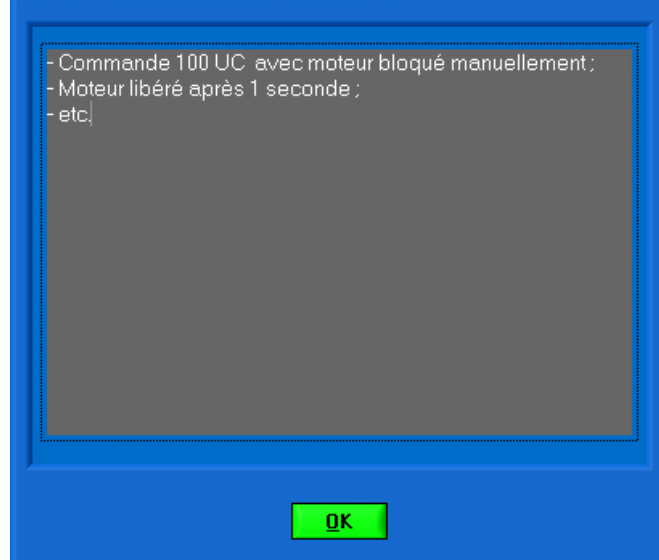 - Commande 100 UC  avec moteur bloqué manuellement ;
- Moteur libéré après 1 seconde ;
- etc.
OK